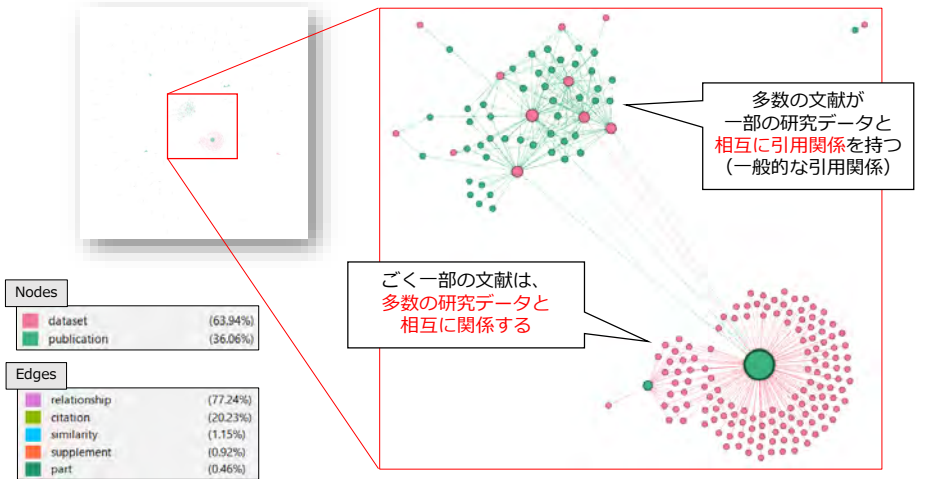 多数の文献が
一部の研究データと
相互に引用関係を持つ
（一般的な引用関係）
ごく一部の文献は、
多数の研究データと
相互に関係する
Nodes
dataset (63.94%)
publication (36.06%)
Edges
relationship (77.24%)
citation (20.23%)
similarity (1.15%)
supplement (0.92%)
part (0.46%)